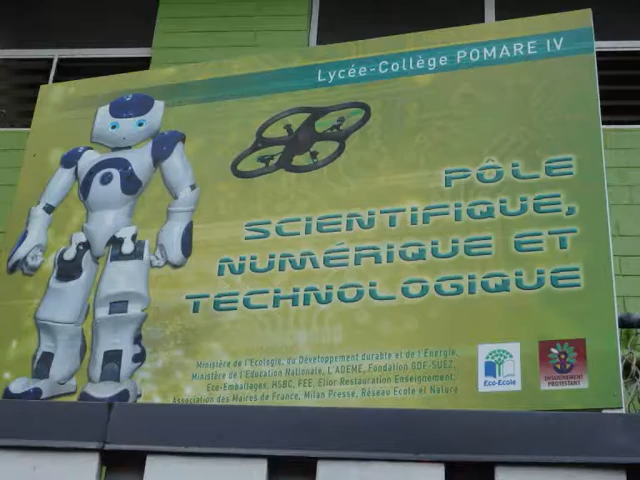 Lycée-Collège POMARE IV
PÔLE
SCIENTIFIQUE,
NUMÉRIQUE ET
TECHNOLOGIQUE
Ministère de l'Ecologie, du Développement durable et de l'Énergie,
Ministère de l'Education Nationale, L'ADEME, Fondation GDF-SUEZ,
Eco-Emballages, HSBC, FEE, Elior Restauration Enseignement,
Association des Maires de France, Milan Presse, Réseau Ecole et Nature
Eco-Ecole
ENSEIGNEMENT
PROTESTANT